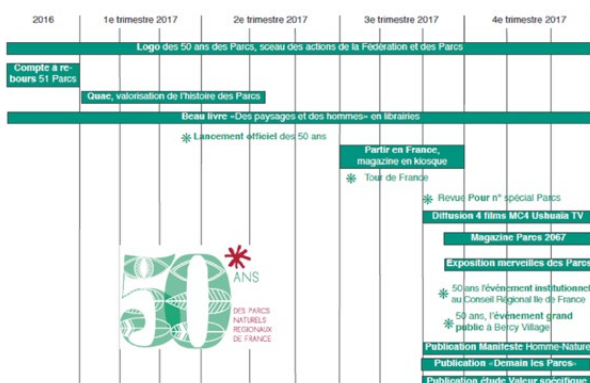 2016
1e trimestre 2017
2e trimestre 2017
3e trimestre 2017
4e trimestre 2017
Logo des 50 ans des Parcs, sceau des actions de la Fédération et des Parcs
Compte a re-
bours 51 Parcs
Quae, valorisation de l'histoire des Parcs
Beau livre «Des paysages et des hommes» en librairies
Lancement officiel des 50 ans
Partir en France,
magazine en kiosque
Tour de France
Revue Pour n° spécial Parcs
Diffusion 4 films MC4 Ushuaia TV
Magazine Parcs 2067
Exposition merveilles des Parcs
50 ans l'événement institutionnel
au Conseil Régional Ile de France
50 ans, l'événement grand
public à Bercy Village
Publication Manifeste Homme-Nature
Publication «Demain les Parcs»
Publication étude Valeur spécifique
50
ANS
DES PARCS
NATURELS
RÉGIONAUX
DE FRANCE